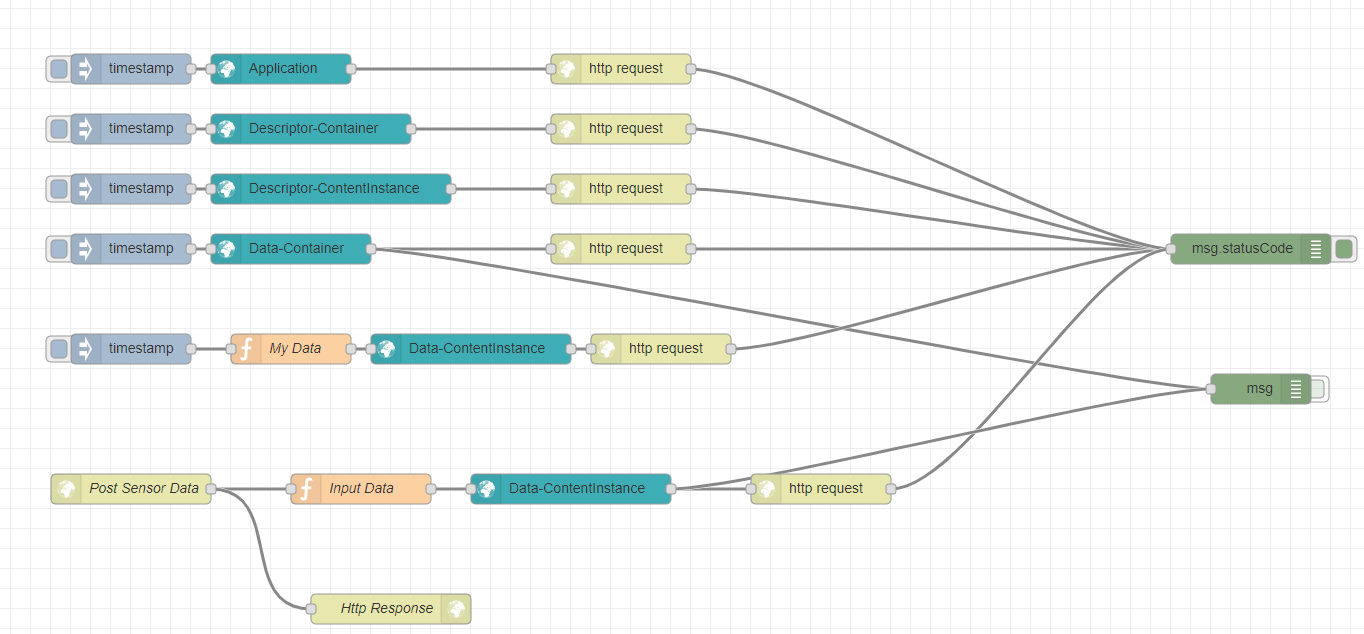 timestamp
Application
http request
timestamp
Descriptor-Container
http request
timestamp
Descriptor-ContentInstance
http request
timestamp
Data-Container
http request
msg.statusCode
timestamp
My Data
Data-ContentInstance
http request
msg
Post Sensor Data
Input Data
Data-ContentInstance
http request
Http Response